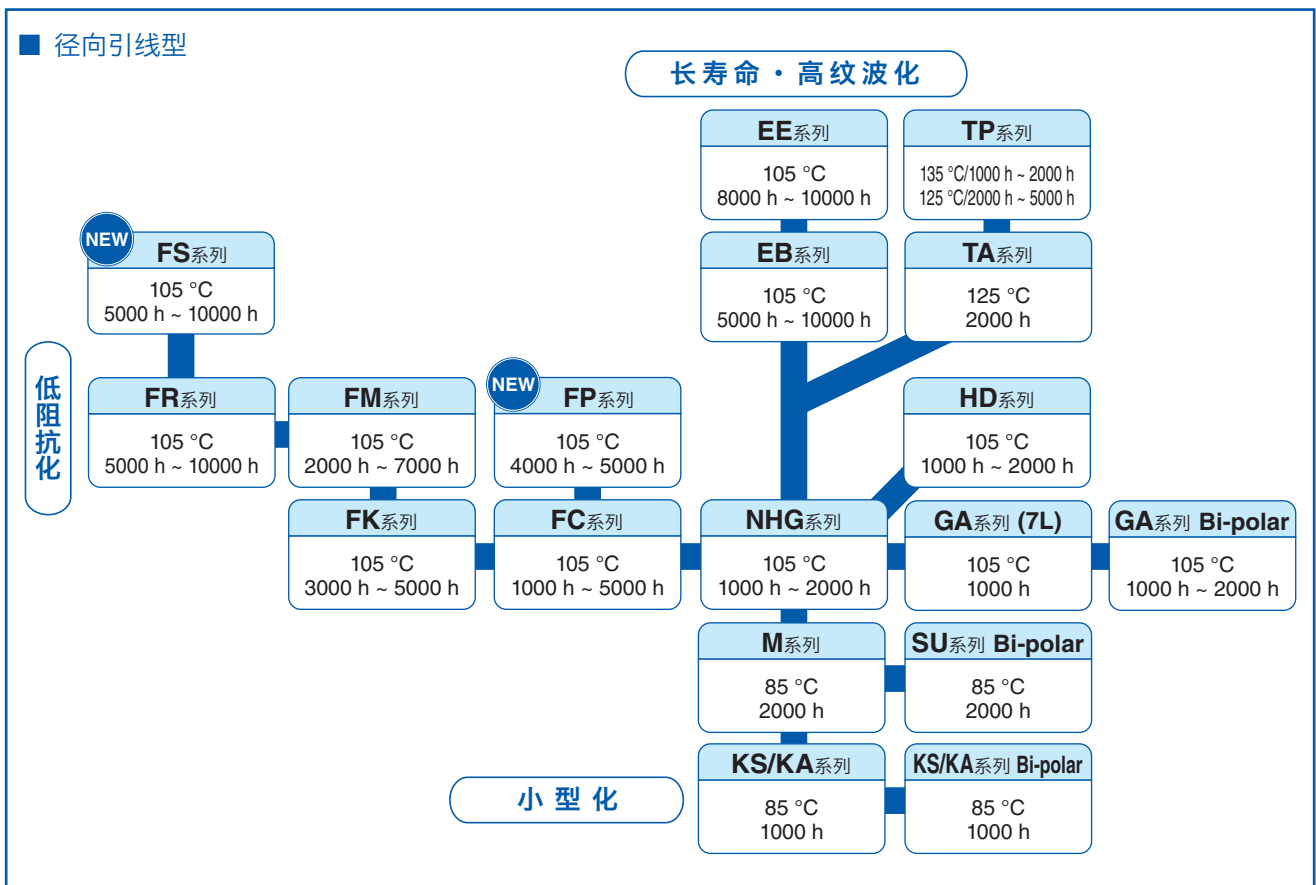 ■ 径向引线型
长寿命・高纹波化
EE系列
105 °C
8000 h ~ 10000 h
TP系列
135 °C/1000 h ~ 2000 h
125 °C/2000 h ~ 5000 h
NEW
FS系列
105 °C
5000 h ~ 10000 h
EB系列
105 °C
5000 h ~ 10000 h
TA系列
125 °C
2000 h
低阻抗化
FR系列
105 °C
5000 h ~ 10000 h
FM系列
105 °C
2000 h ~ 7000 h
NEW
FP系列
105 °C
4000 h ~ 5000 h
HD系列
105 °C
1000 h ~ 2000 h
FK系列
105 °C
3000 h ~ 5000 h
FC系列
105 °C
1000 h ~ 5000 h
NHG系列
105 °C
1000 h ~ 2000 h
GA系列 (7L)
105 °C
1000 h
GA系列 Bi-polar
105 °C
1000 h ~ 2000 h
M系列
85 °C
2000 h
SU系列 Bi-polar
85 °C
2000 h
小型化
KS/KA系列
85 °C
1000 h
KS/KA系列 Bi-polar
85 °C
1000 h